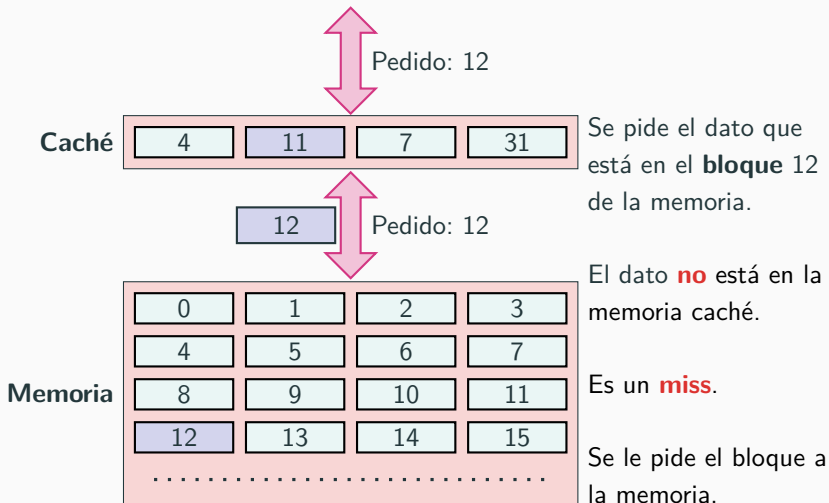 Pedido: 12
Caché
4 11 7 31
Se pide el dato que
está en el bloque 12
de la memoria.
12
Pedido: 12
El dato no está en la
memoria caché.
Es un miss.
Se le pide el bloque a
la memoria.
Memoria
0 1 2 3
4 5 6 7
8 9 10 11
12 13 14 15